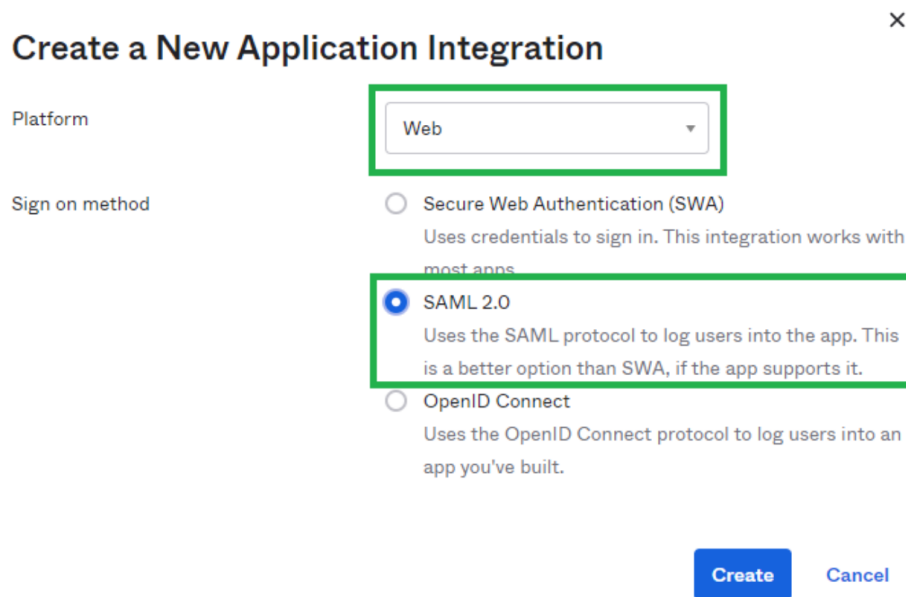 Create a New Application Integration
Platform
Web
Sign on method
Secure Web Authentication (SWA)
Uses credentials to sign in. This integration works with
most apps.
SAML 2.0
Uses the SAML protocol to log users into the app. This
is a better option than SWA, if the app supports it.
OpenID Connect
Uses the OpenID Connect protocol to log users into an
app you've built.
Create
Cancel